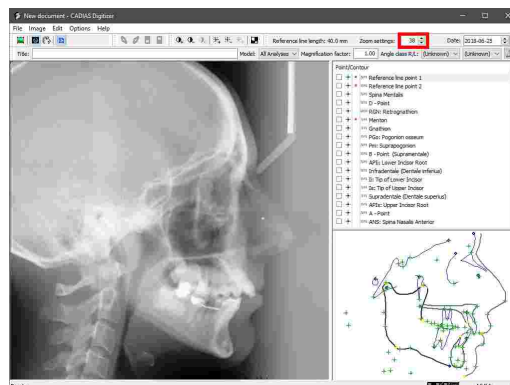 New document - CADIAS Digitizer
File Image Edit Options Help
Reference line length: 40.0 mm Zoom settings: 38 Date: 2018-06-25
Title: Model: All Analyses Magnification factor: 1.00 Angle class R/L: (Unknown) (Unknown)
Point/Contour
Reference line point 1
Reference line point 2
Spina Mentalis
D - Point
RGN: Retrognathion
Menton
Gnathion
PGo: Pogonion osseum
Pm: Suprapogonion
B - Point (Supramentale)
APIi: Lower Incisor Root
Infradentale (Dentale inferius)
Ii: Tip of Lower Incisor
Is: Tip of Upper Incisor
Supradentale (Dentale superius)
APIs: Upper Incisor Root
A - Point
ANS: Spina Nasalis Anterior